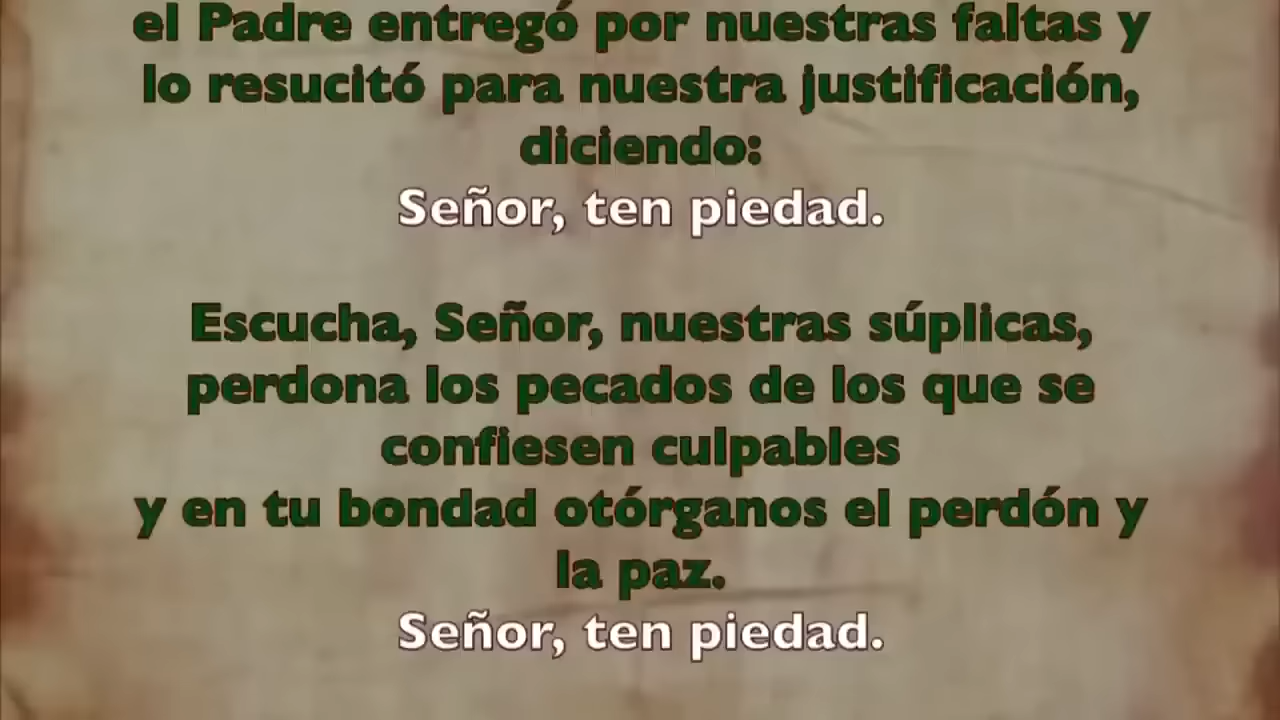 el Padre entregó por nuestras faltas y
lo resucitó para nuestra justificación,
diciendo:
Señor, ten piedad.
Escucha, Señor, nuestras súplicas,
perdona los pecados de los que se
confiesen culpables
y en tu bondad otórganos el perdón y
la paz.
Señor, ten piedad.